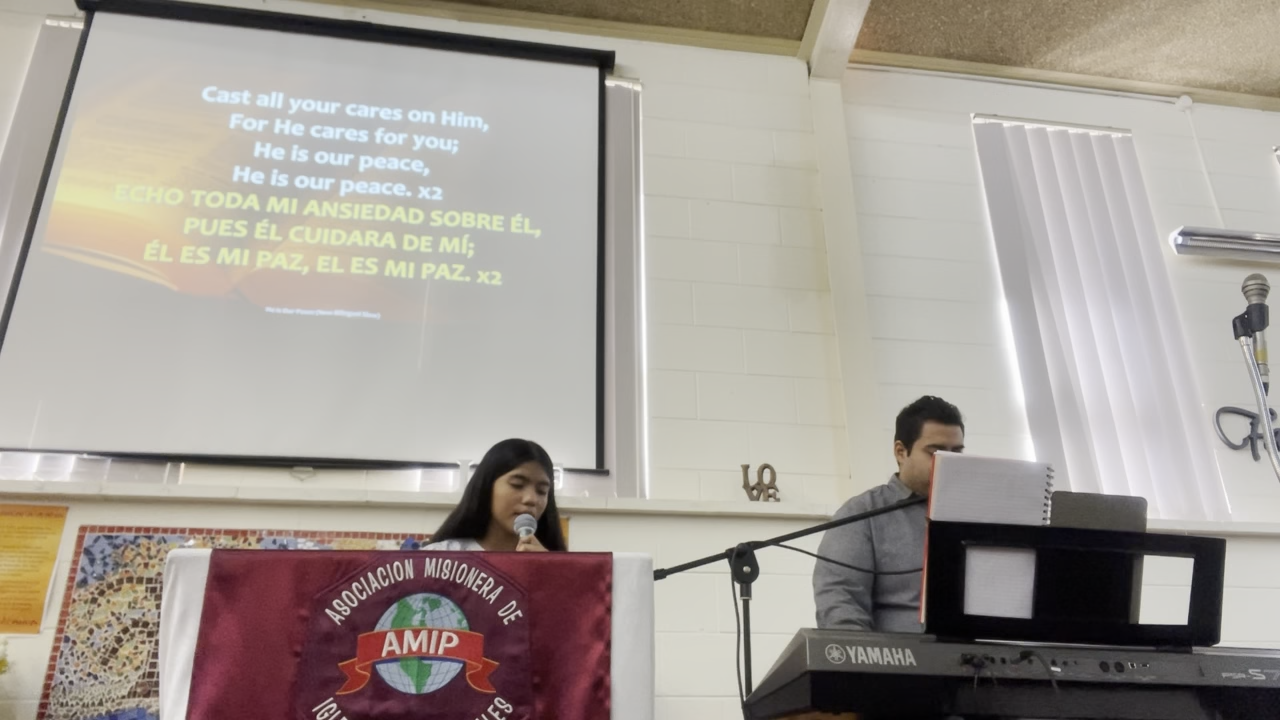 Cast all your cares on Him,
For He cares for you;
He is our peace,
He is our peace. x2
ECHO TODA MI ANSIEDAD SOBRE ÉL,
PUES ÉL CUIDARA DE MÍ;
ÉL ES MI PAZ, EL ES MI PAZ. x2
LOVE
ASOCIACION MISIONERA DE
AMIP
YAMAHA